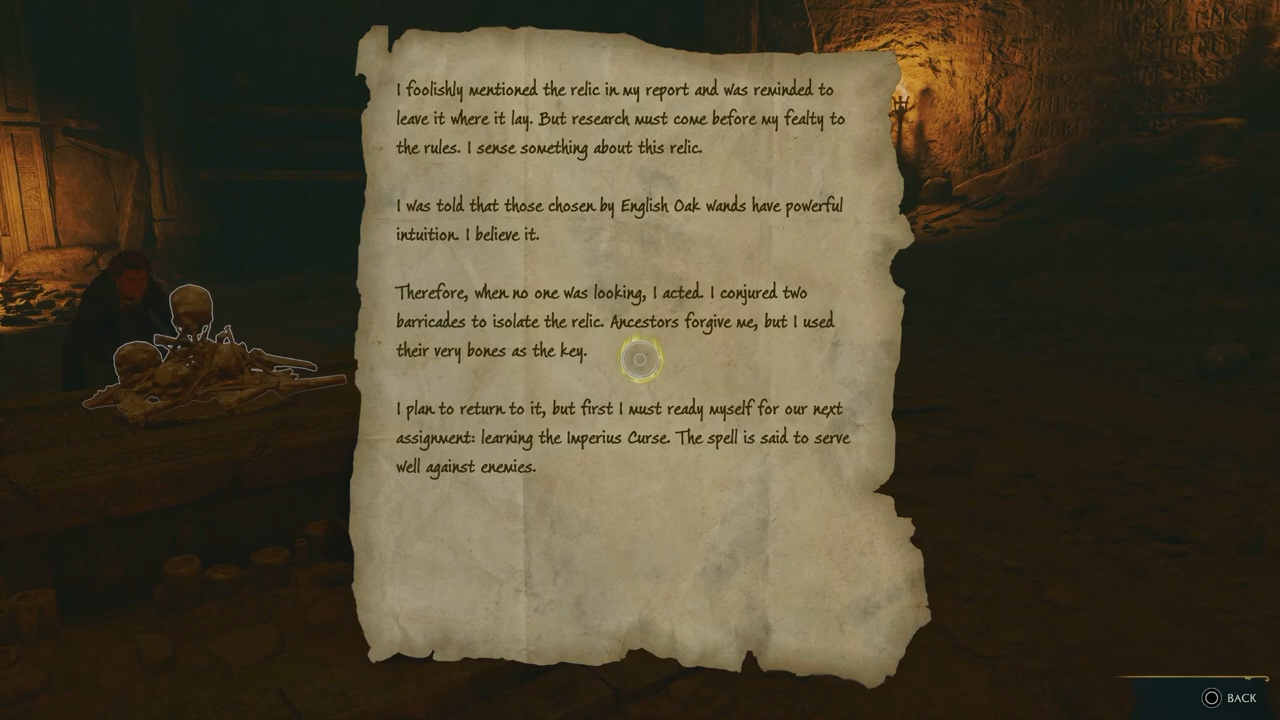 I foolishly mentioned the relic in my report and was reminded to
leave it where it lay. But research must come before my fealty to
the rules. I sense something about this relic.
I was told that those chosen by English Oak wands have powerful
intuition. I believe it.
Therefore, when no one was looking, I acted. I conjured two
barricades to isolate the relic. Ancestors forgive me, but I used
their very bones as the key.
I plan to return to it, but first I must ready myself for our next
assignment: learning the Imperius Curse. The spell is said to serve
well against enemies.
BACK